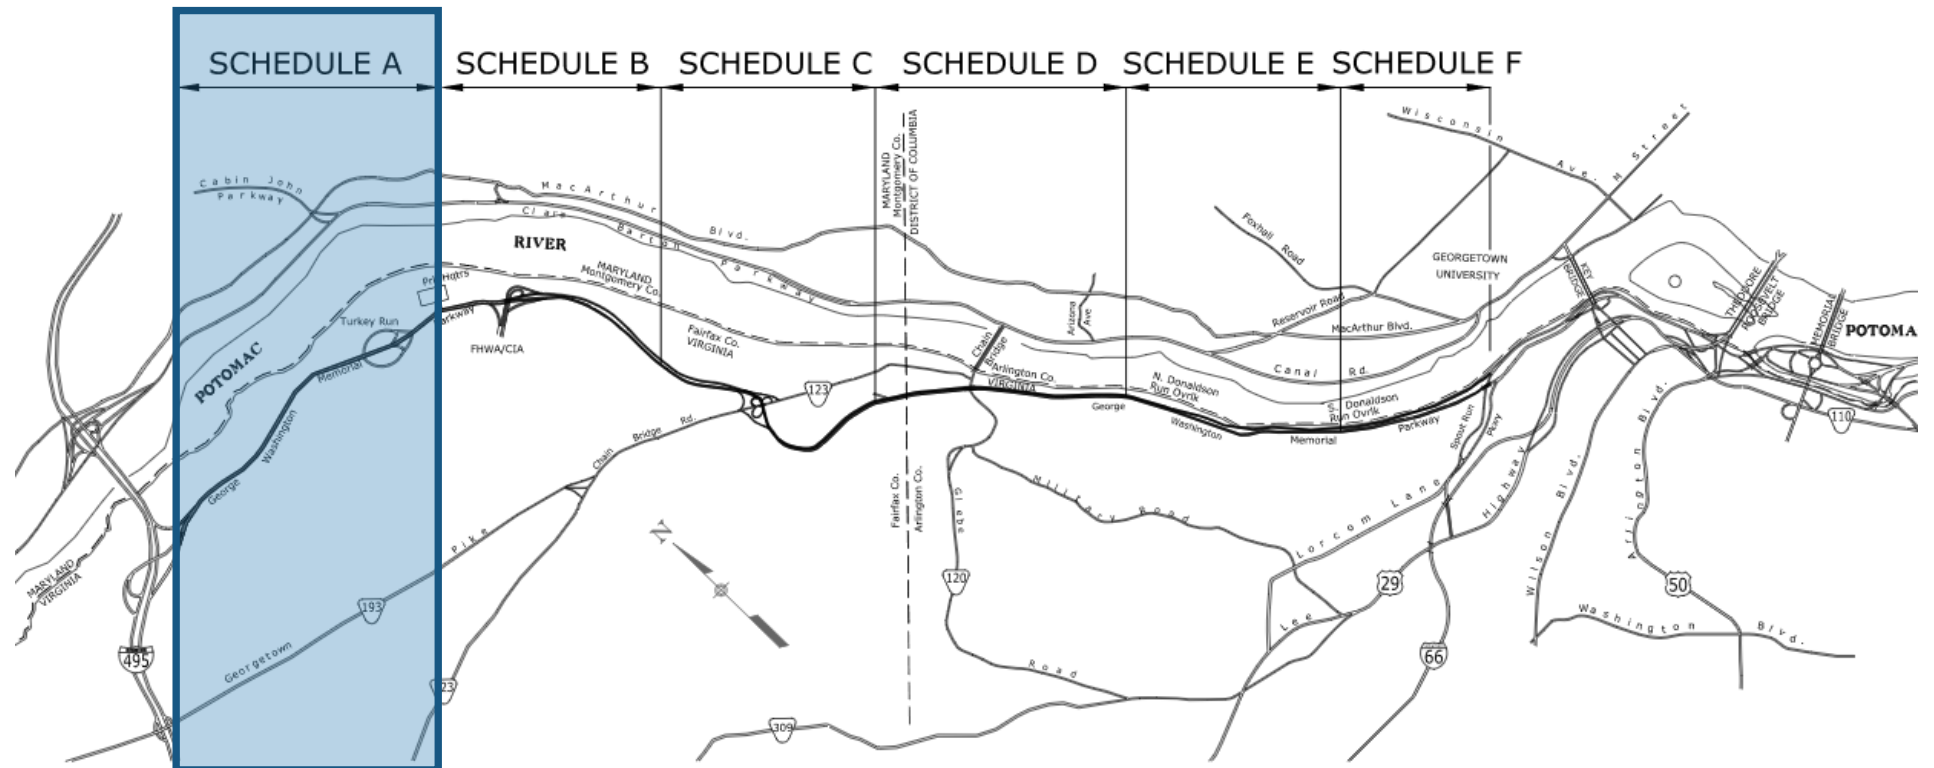 SCHEDULE A
SCHEDULE B
SCHEDULE C
SCHEDULE D
SCHEDULE E
SCHEDULE F
Cabin John
Parkway
MacArthur
Blvd.
Clara
Barton
Parkway
RIVER
POTOMAC
MARYLAND
Montgomery Co.
Fairfax Co.
VIRGINIA
MARYLAND
Montgomery Co.
DISTRICT OF COLUMBIA
Turkey Run
George
Washington
Memorial
FHWA/CIA
123
Chain
Bridge
Arizona
Ave
Arlington Co.
VIRGINIA
Foxhall
Road
Reservoir Road
MacArthur Blvd.
Canal Rd.
GEORGETOWN
UNIVERSITY
Wisconsin
Ave.
M Street
KEY
BRIDGE
THEODORE
ROOSEVELT
BRIDGE
MEMORIAL
BRIDGE
POTOMA
N. Donaldson
Run Ovrlk
Donaldson
Run Ovrlk
George
Washington
Memorial
Parkway
Spout Run
Pkwy
110
Georgetown
193
Pike
Chain
Bridge
Rd.
MARYLAND
VIRGINIA
495
N
Fairfax Co.
Arlington Co.
Glebe
120
Road
Military Road
309
Lorcom Lane
Lee
29
Highway
66
Wilson Blvd.
Arlington Blvd.
50
Washington Blvd.